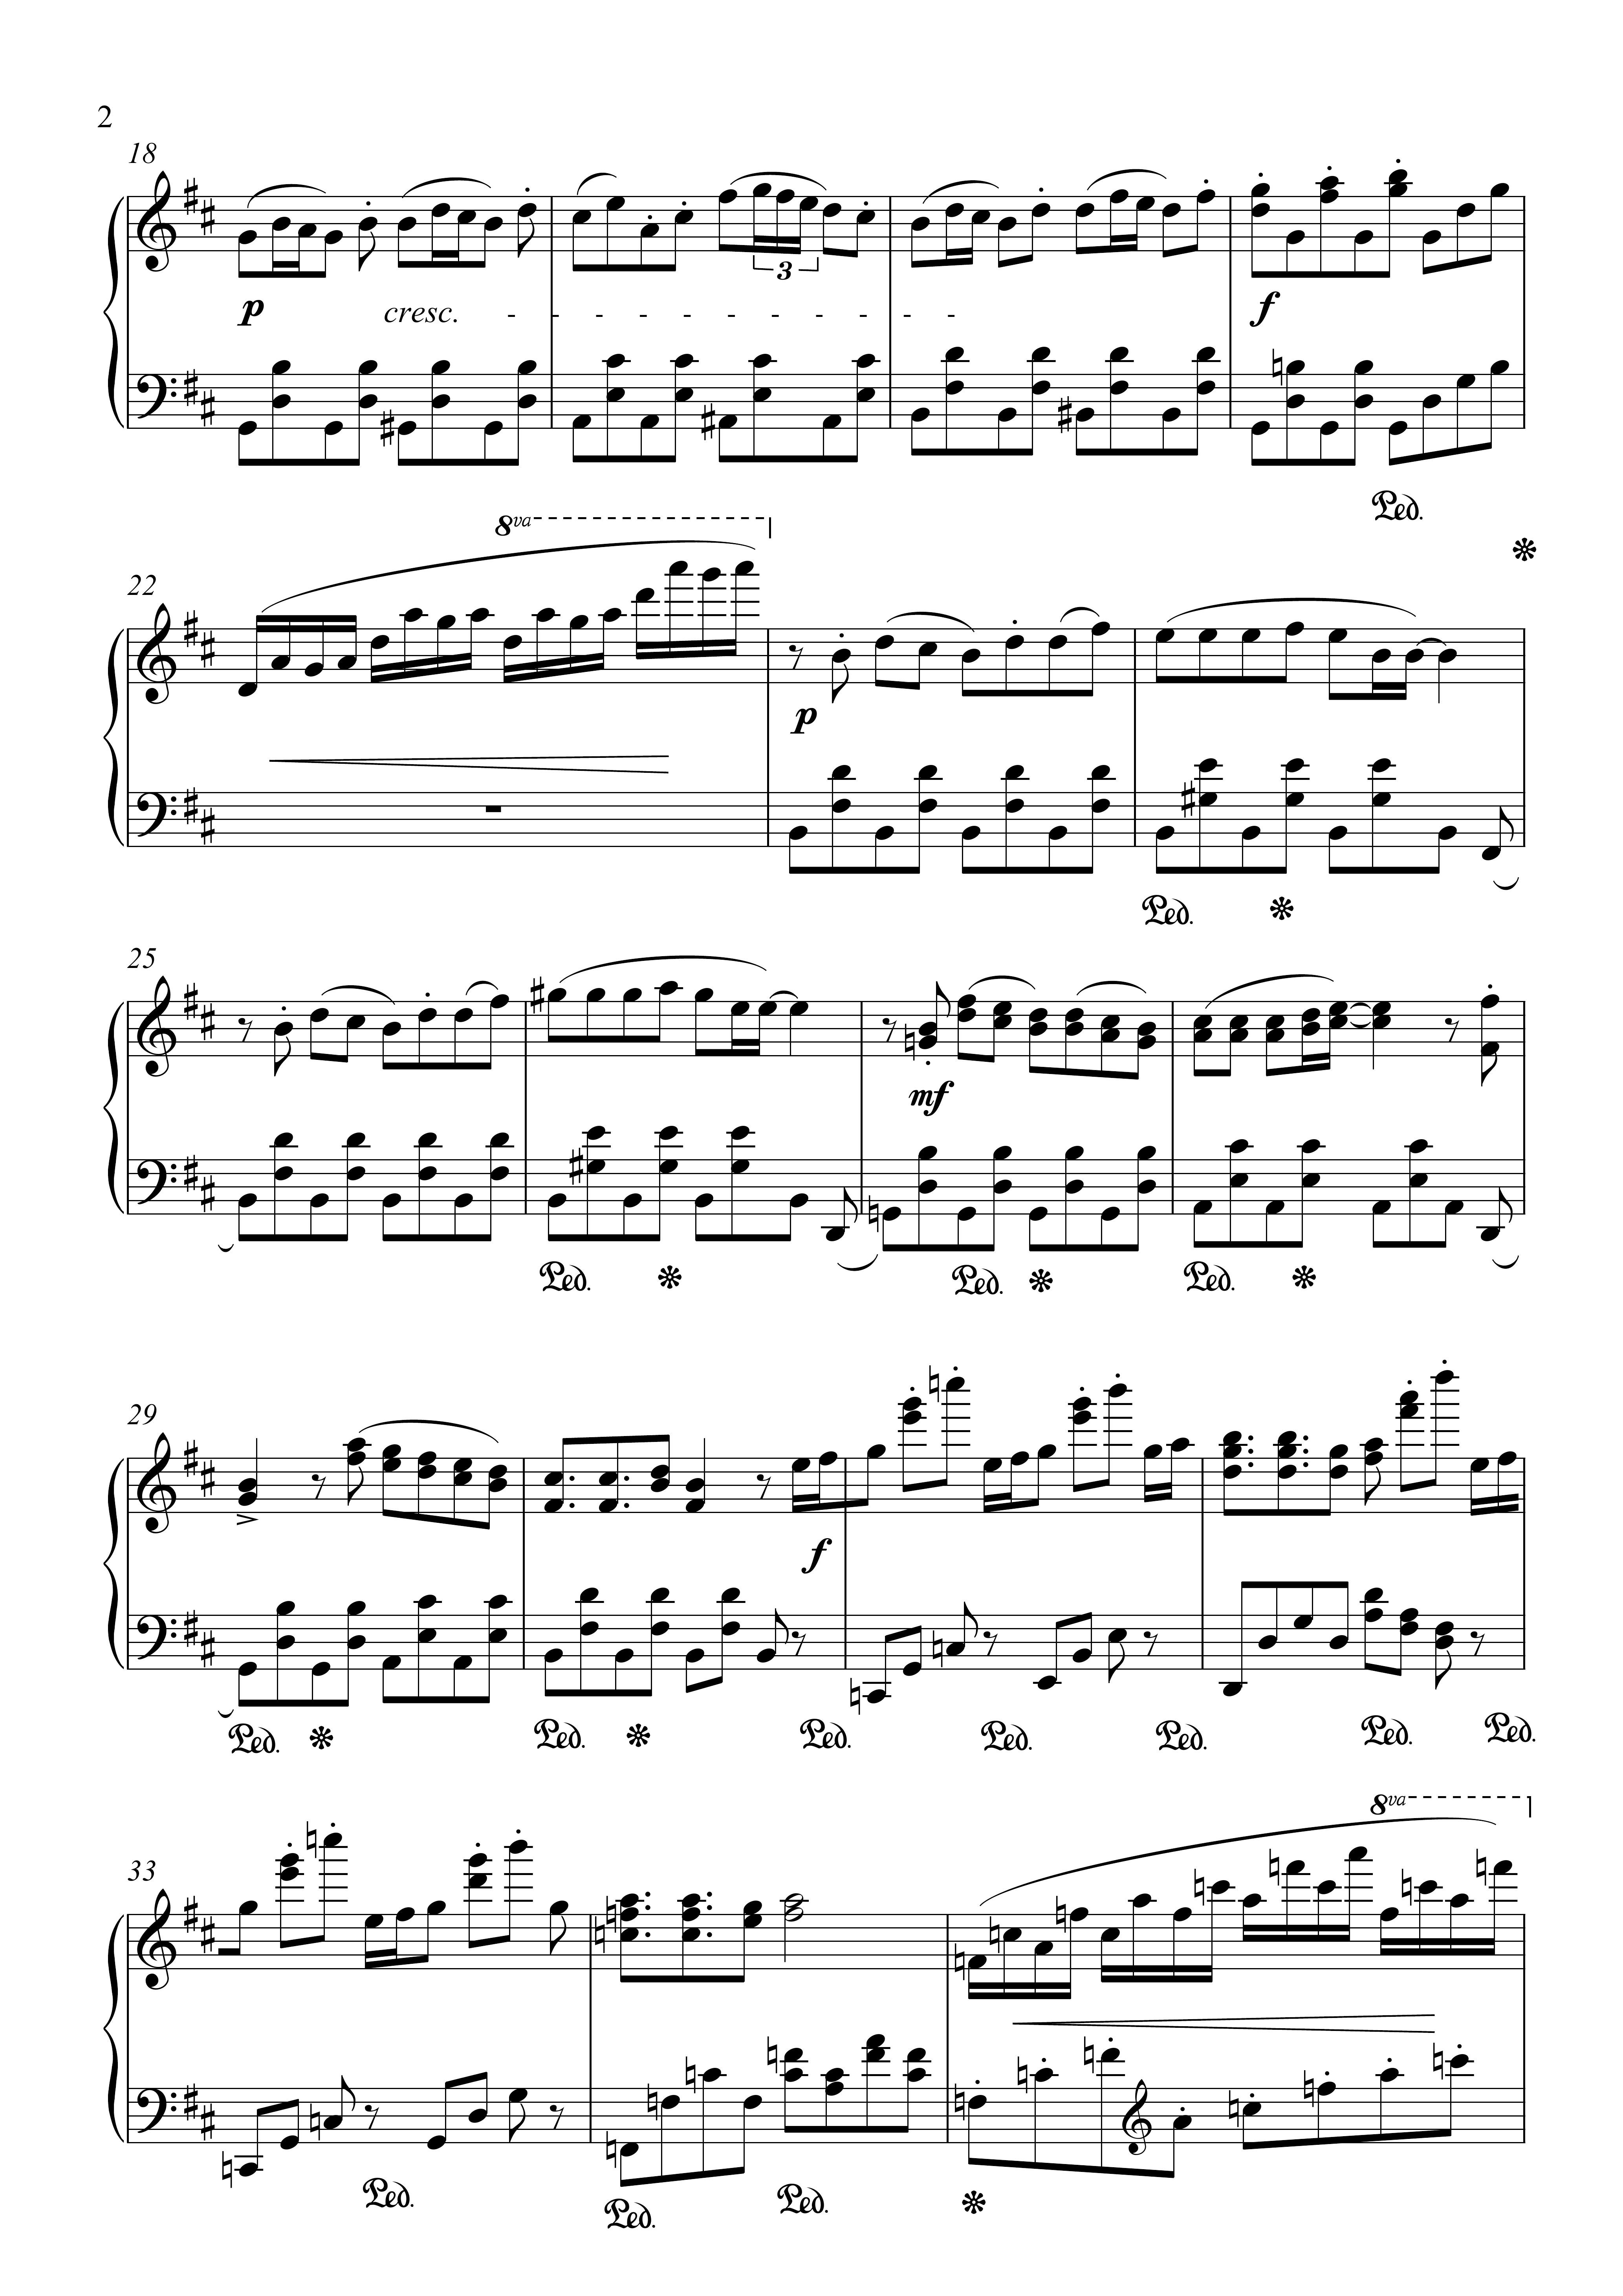 2
18
p cresc. - - - - - - - - - - -
3
f
Ped.
8va
22
p
Ped.
25
mf
Ped. Ped. Ped.
29
f
Ped. Ped. Ped. Ped. Ped. Ped. Ped.
8va
33
Ped. Ped. Ped.